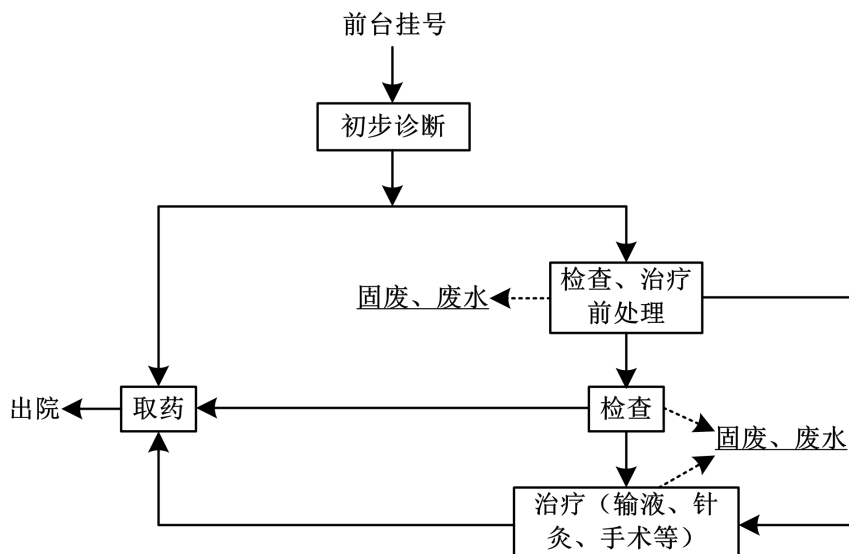 前台挂号
初步诊断
检查、治疗
前处理
固废、废水
出院
取药
检查
固废、废水
治疗（输液、针
灸、手术等）